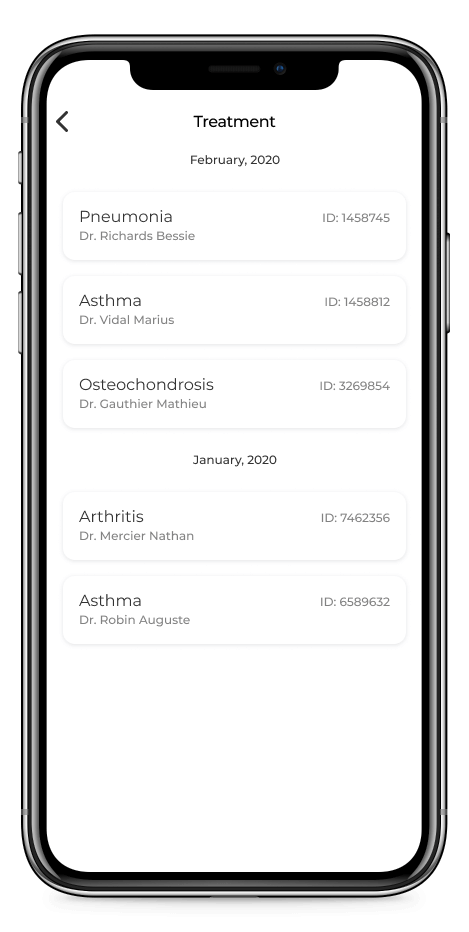 Treatment
February, 2020
Pneumonia ID: 1458745
Dr. Richards Bessie
Asthma ID: 1458812
Dr. Vidal Marius
Osteochondrosis ID: 3269854
Dr. Gauthier Mathieu
January, 2020
Arthritis ID: 7462356
Dr. Mercier Nathan
Asthma ID: 6589632
Dr. Robin Auguste